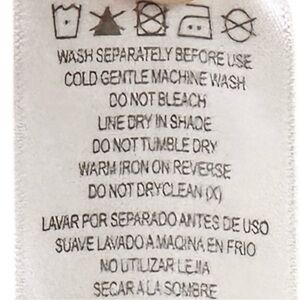 WASH SEPARATELY BEFORE USE
COLD GENTLE MACHINE WASH
DO NOT BLEACH
LINE DRY IN SHADE
DO NOT TUMBLE DRY
WARM IRON ON REVERSE
DO NOT DRYCLEAN (X)
LAVAR POR SEPARADO ANTES DE USO
SUAVE LAVADO A MAQINA EN FRIO
NO UTILIZAR LEJIA
SECAR A LA SOMBRE